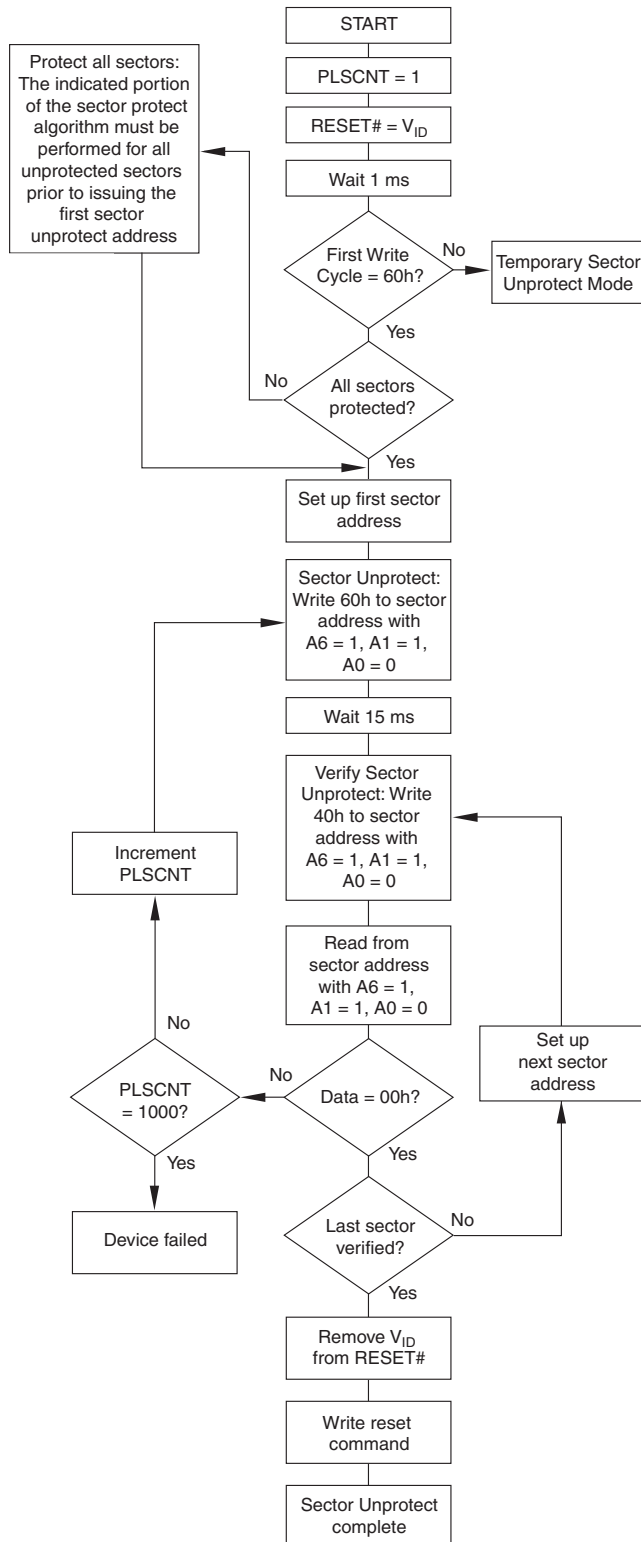 START
PLSCNT = 1
RESET# = VID
Wait 1 ms
First Write
Cycle = 60h?
No
Temporary Sector
Unprotect Mode
Yes
All sectors
protected?
No
Protect all sectors:
The indicated portion
of the sector protect
algorithm must be
performed for all
unprotected sectors
prior to issuing the
first sector
unprotect address
Yes
Set up first sector
address
Sector Unprotect:
Write 60h to sector
address with
A6 = 1, A1 = 1,
A0 = 0
Wait 15 ms
Verify Sector
Unprotect: Write
40h to sector
address with
A6 = 1, A1 = 1,
A0 = 0
Read from
sector address
with A6 = 1,
A1 = 1, A0 = 0
Data = 00h?
No
PLSCNT
= 1000?
No
Increment
PLSCNT
Yes
Device failed
Yes
Last sector
verified?
No
Set up
next sector
address
Yes
Remove VID
from RESET#
Write reset
command
Sector Unprotect
complete